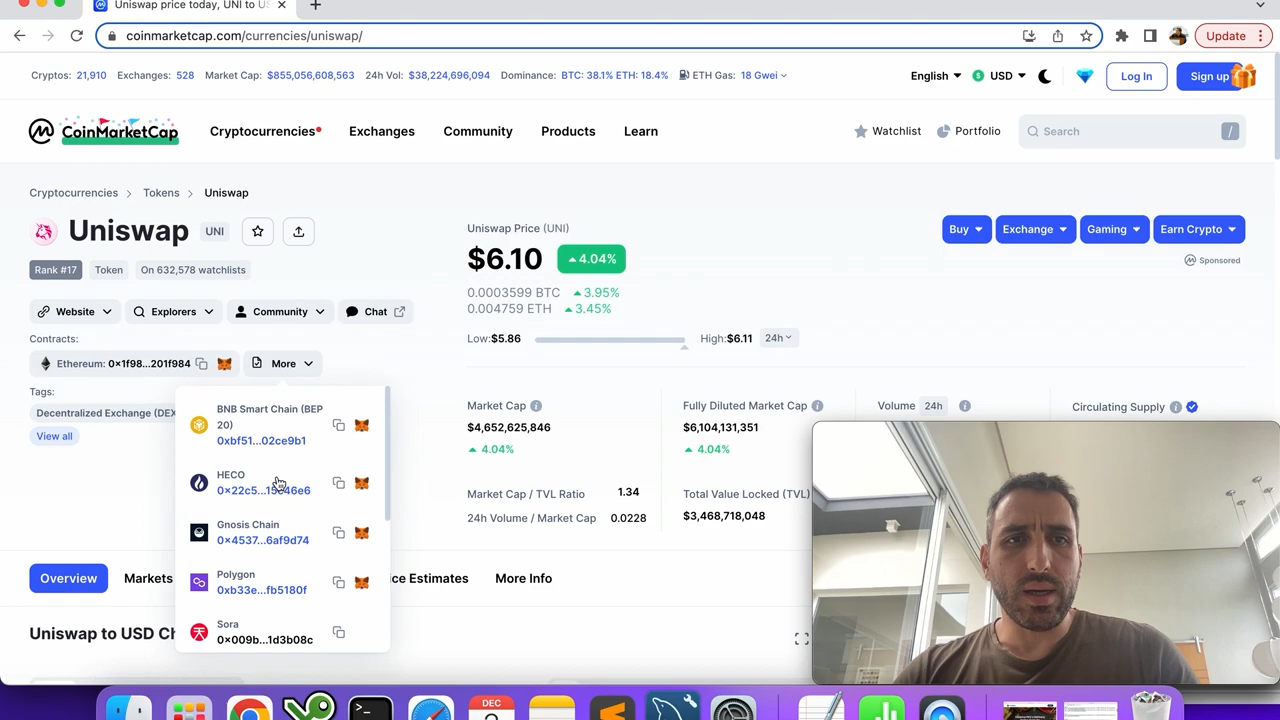 Uniswap price today, UNI to US
coinmarketcap.com/currencies/uniswap/
Update
Cryptos: 21,910 Exchanges: 528 Market Cap: $855,056,608,563 24h Vol: $38,224,696,094 Dominance: BTC: 38.1% ETH: 18.4% ETH Gas: 18 Gwei
English USD Log In Sign up
CoinMarketCap Cryptocurrencies Exchanges Community Products Learn Watchlist Portfolio Search /
Cryptocurrencies Tokens Uniswap
Uniswap UNI
Rank #17 Token On 632,578 watchlists
Website Explorers Community Chat
Contracts:
Ethereum: 0x1f98...201f984 More
Tags:
Decentralized Exchange (DEX
View all
BNB Smart Chain (BEP
20)
0xbf51...02ce9b1
HECO
0x22c5...15 46e6
Gnosis Chain
0x4537...6af9d74
Polygon
0xb33e...fb5180f
Sora
0x009b...1d3b08c
Uniswap Price (UNI)
$6.10 4.04%
0.0003599 BTC 3.95%
0.004759 ETH 3.45%
Low: $5.86 High: $6.11 24h
Buy Exchange Gaming Earn Crypto
Sponsored
Market Cap
$4,652,625,846
4.04%
Market Cap / TVL Ratio 1.34
24h Volume / Market Cap 0.0228
Fully Diluted Market Cap
$6,104,131,351
4.04%
Total Value Locked (TVL)
$3,468,718,048
Volume 24h
Circulating Supply
Overview Markets ice Estimates More Info
Uniswap to USD Ch
DEC